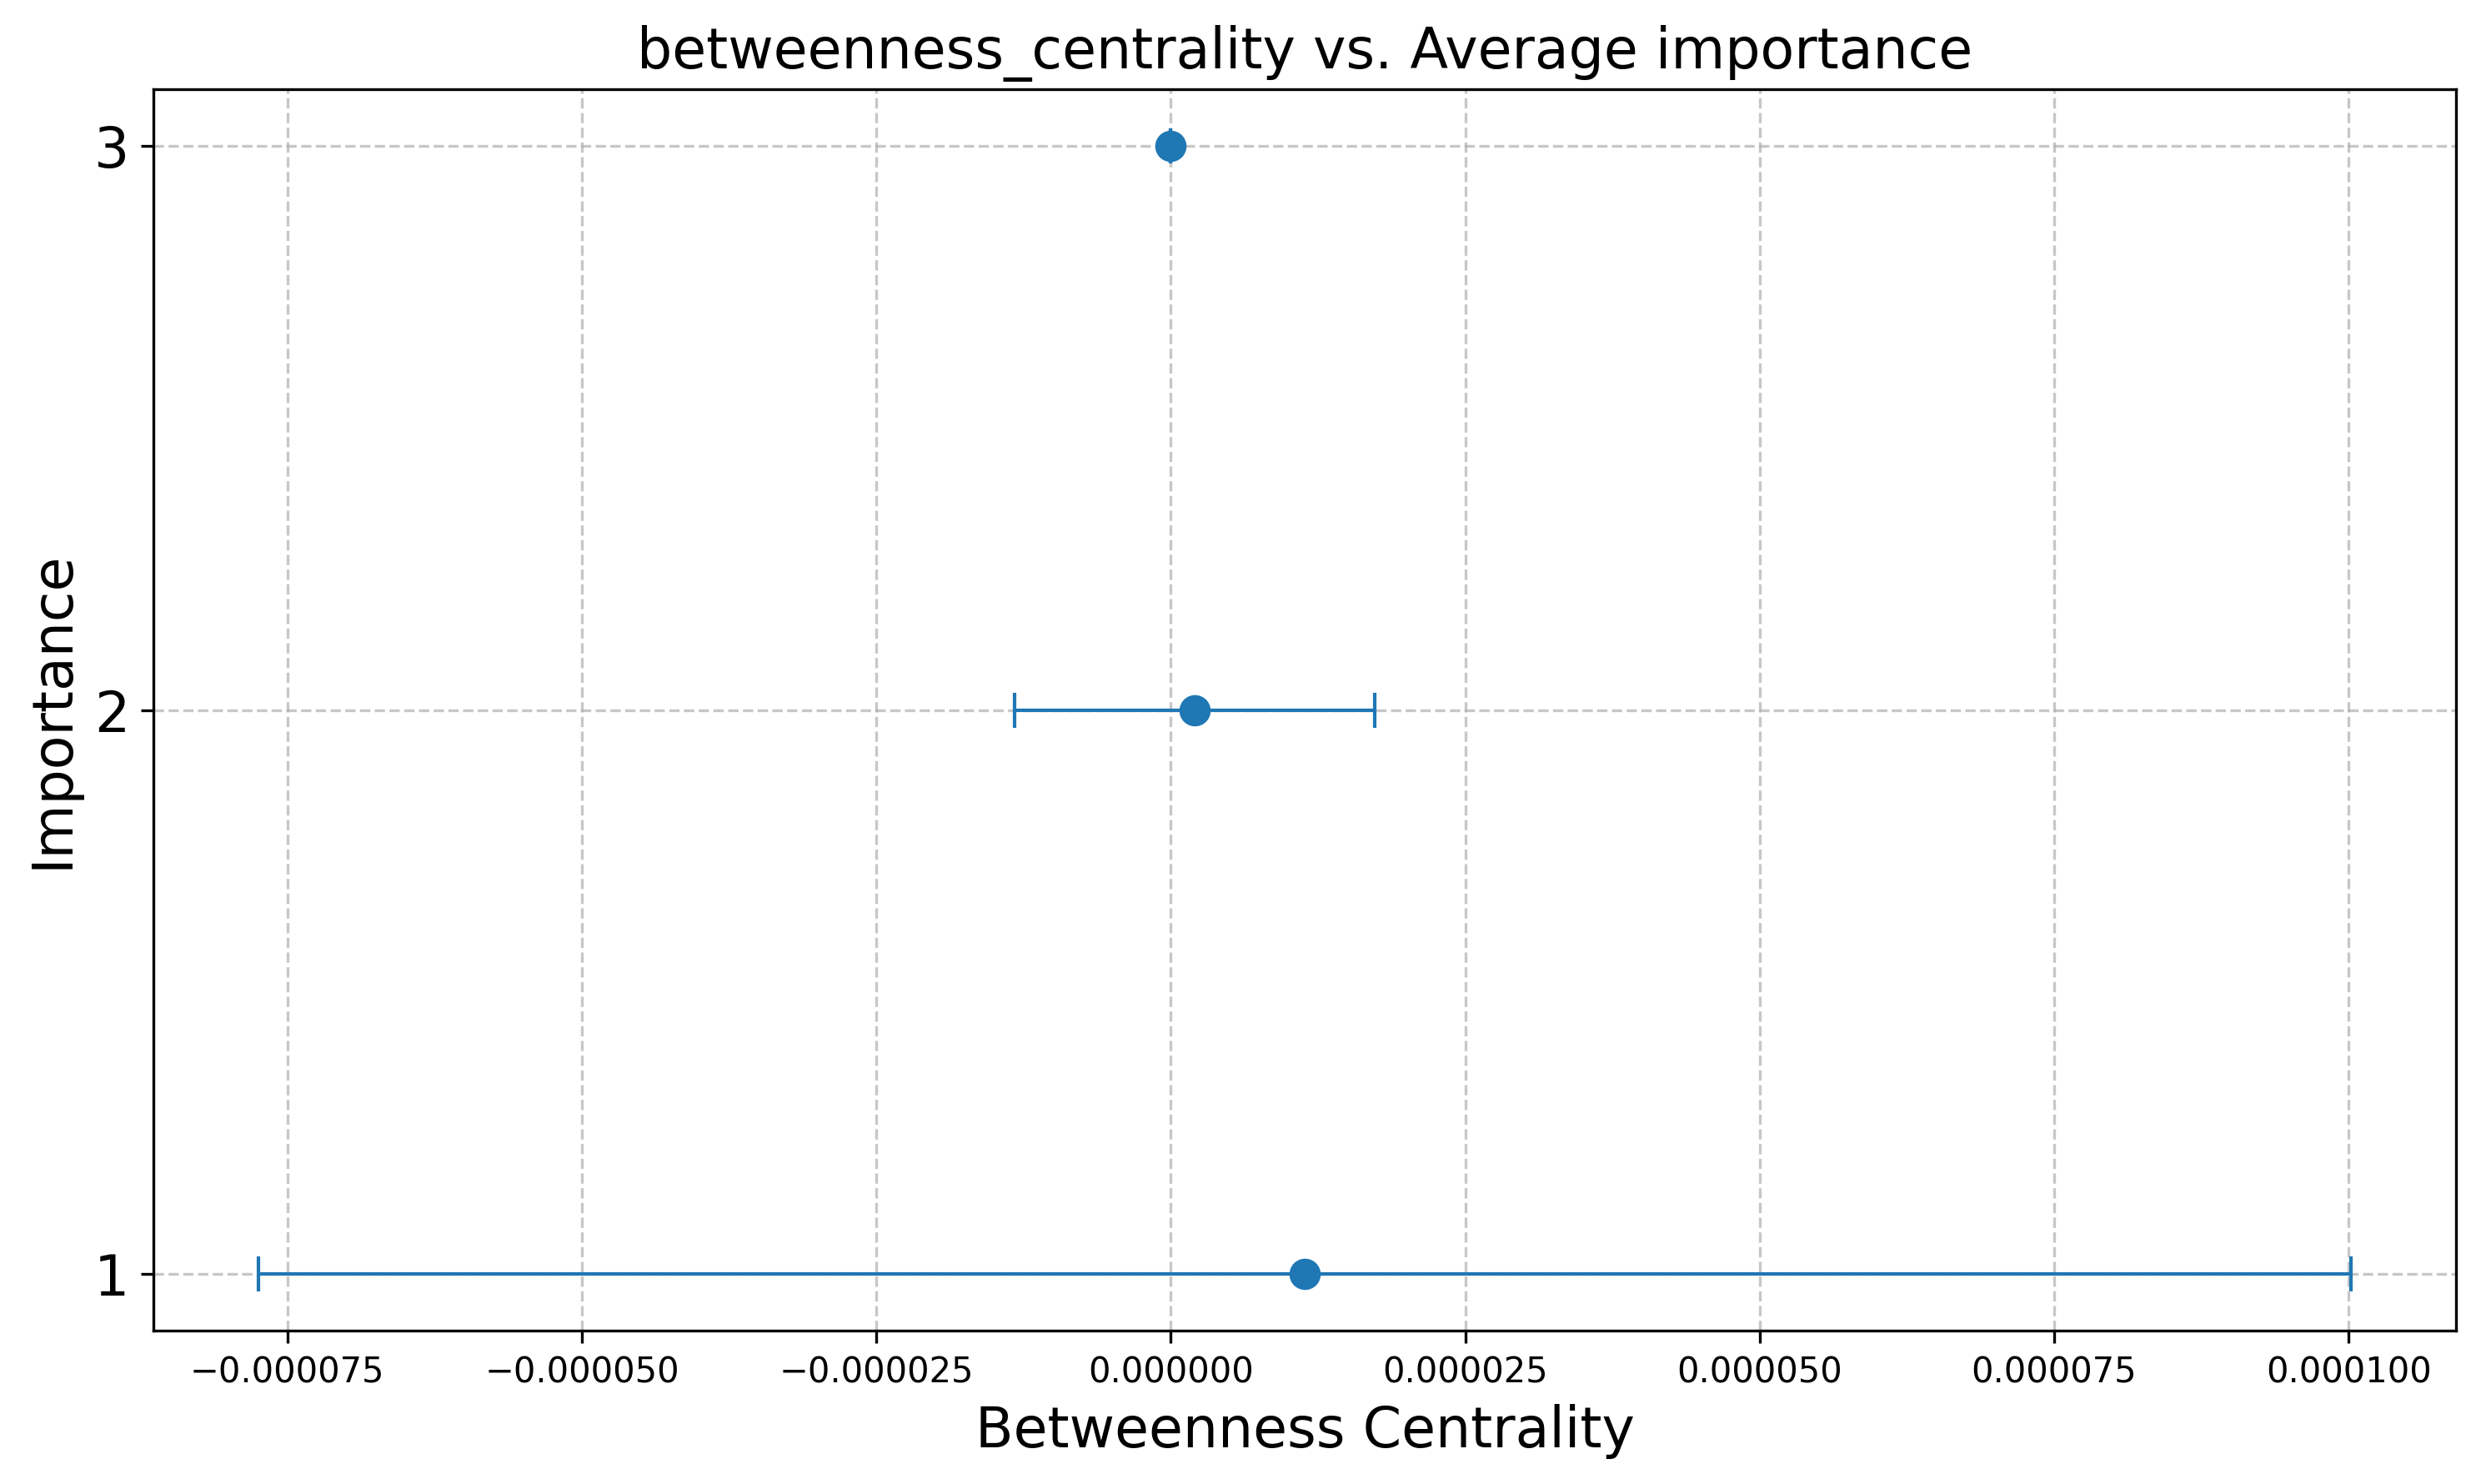 betweenness_centrality vs. Average importance
3
2
1
Importance
−0.000075 −0.000050 −0.000025 0.000000 0.000025 0.000050 0.000075 0.000100
Betweenness Centrality